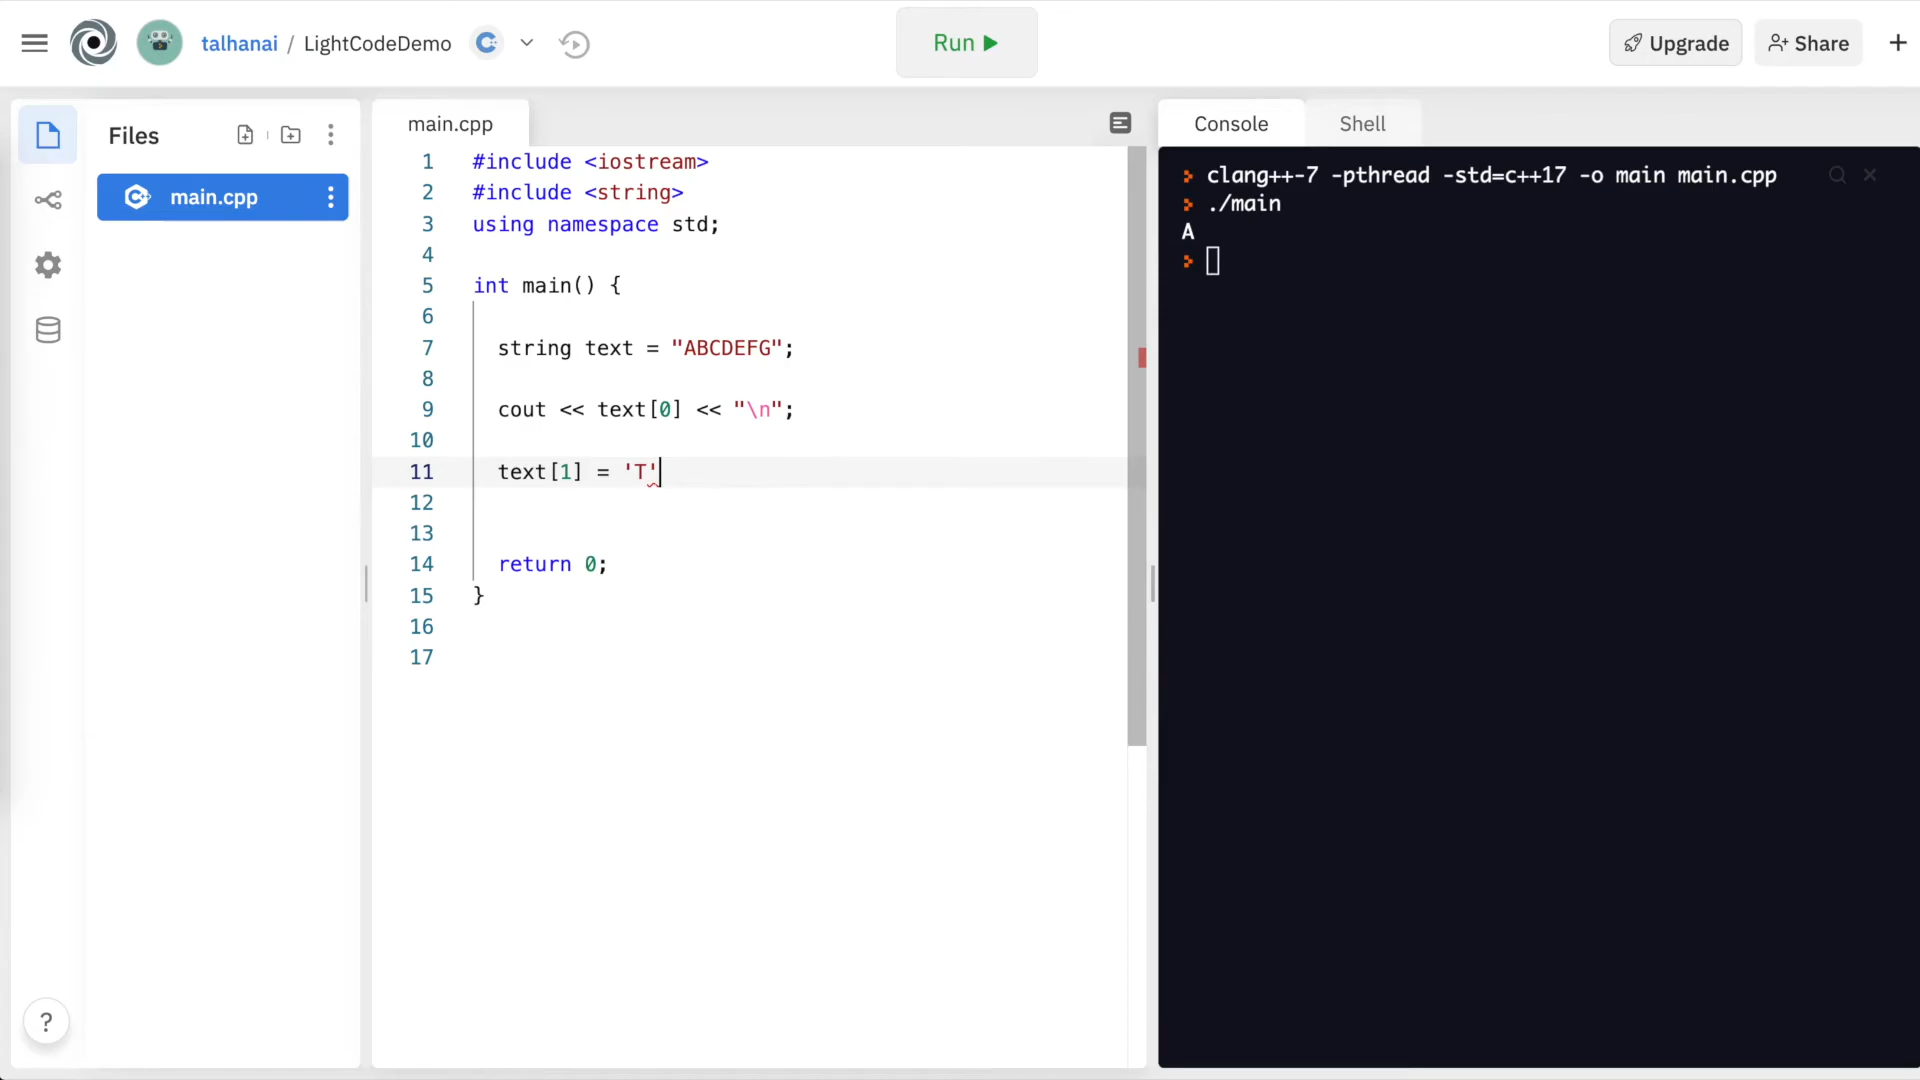 talhanai / LightCodeDemo
Run
Upgrade
Share
Files
main.cpp
main.cpp
1 #include <iostream>
2 #include <string>
3 using namespace std;
4
5 int main() {
6
7 string text = "ABCDEFG";
8
9 cout << text[0] << "\n";
10
11 text[1] = 'T'
12
13
14 return 0;
15 }
16
17
Console
Shell
clang++-7 -pthread -std=c++17 -o main main.cpp
./main
A
?